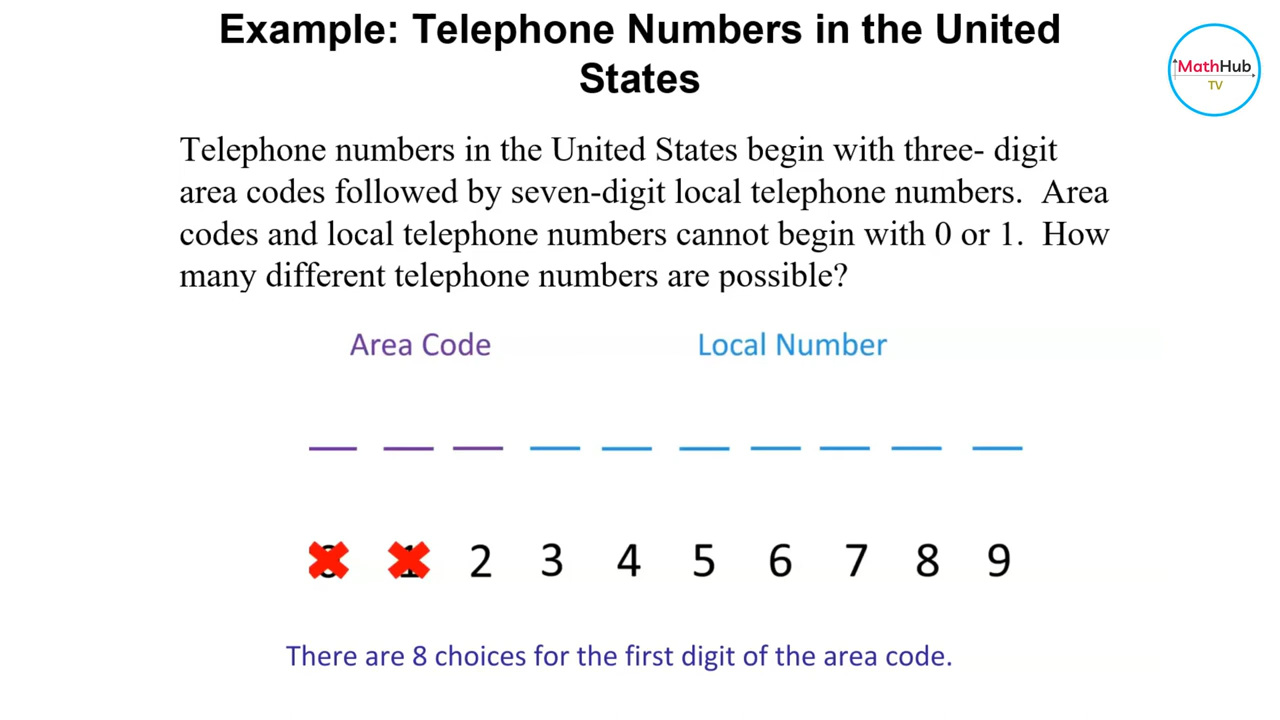 Example: Telephone Numbers in the United
States
MathHub
TV
Telephone numbers in the United States begin with three- digit
area codes followed by seven-digit local telephone numbers. Area
codes and local telephone numbers cannot begin with 0 or 1. How
many different telephone numbers are possible?
Area Code Local Number
0 1 2 3 4 5 6 7 8 9
There are 8 choices for the first digit of the area code.